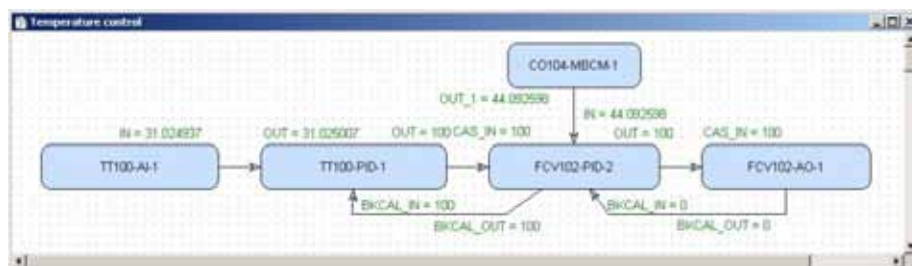 Temperature control
CO104-MBCM-1
OUT_1 = 44.092598
IN = 44.092598
IN = 31.024937
OUT = 31.025007
OUT = 100
CAS_IN = 100
OUT = 100
CAS_IN = 100
TT100-AI-1
TT100-PID-1
FCV102-PID-2
FCV102-AO-1
BKCAL_IN = 100
BKCAL_IN = 0
BKCAL_OUT = 100
BKCAL_OUT = 0